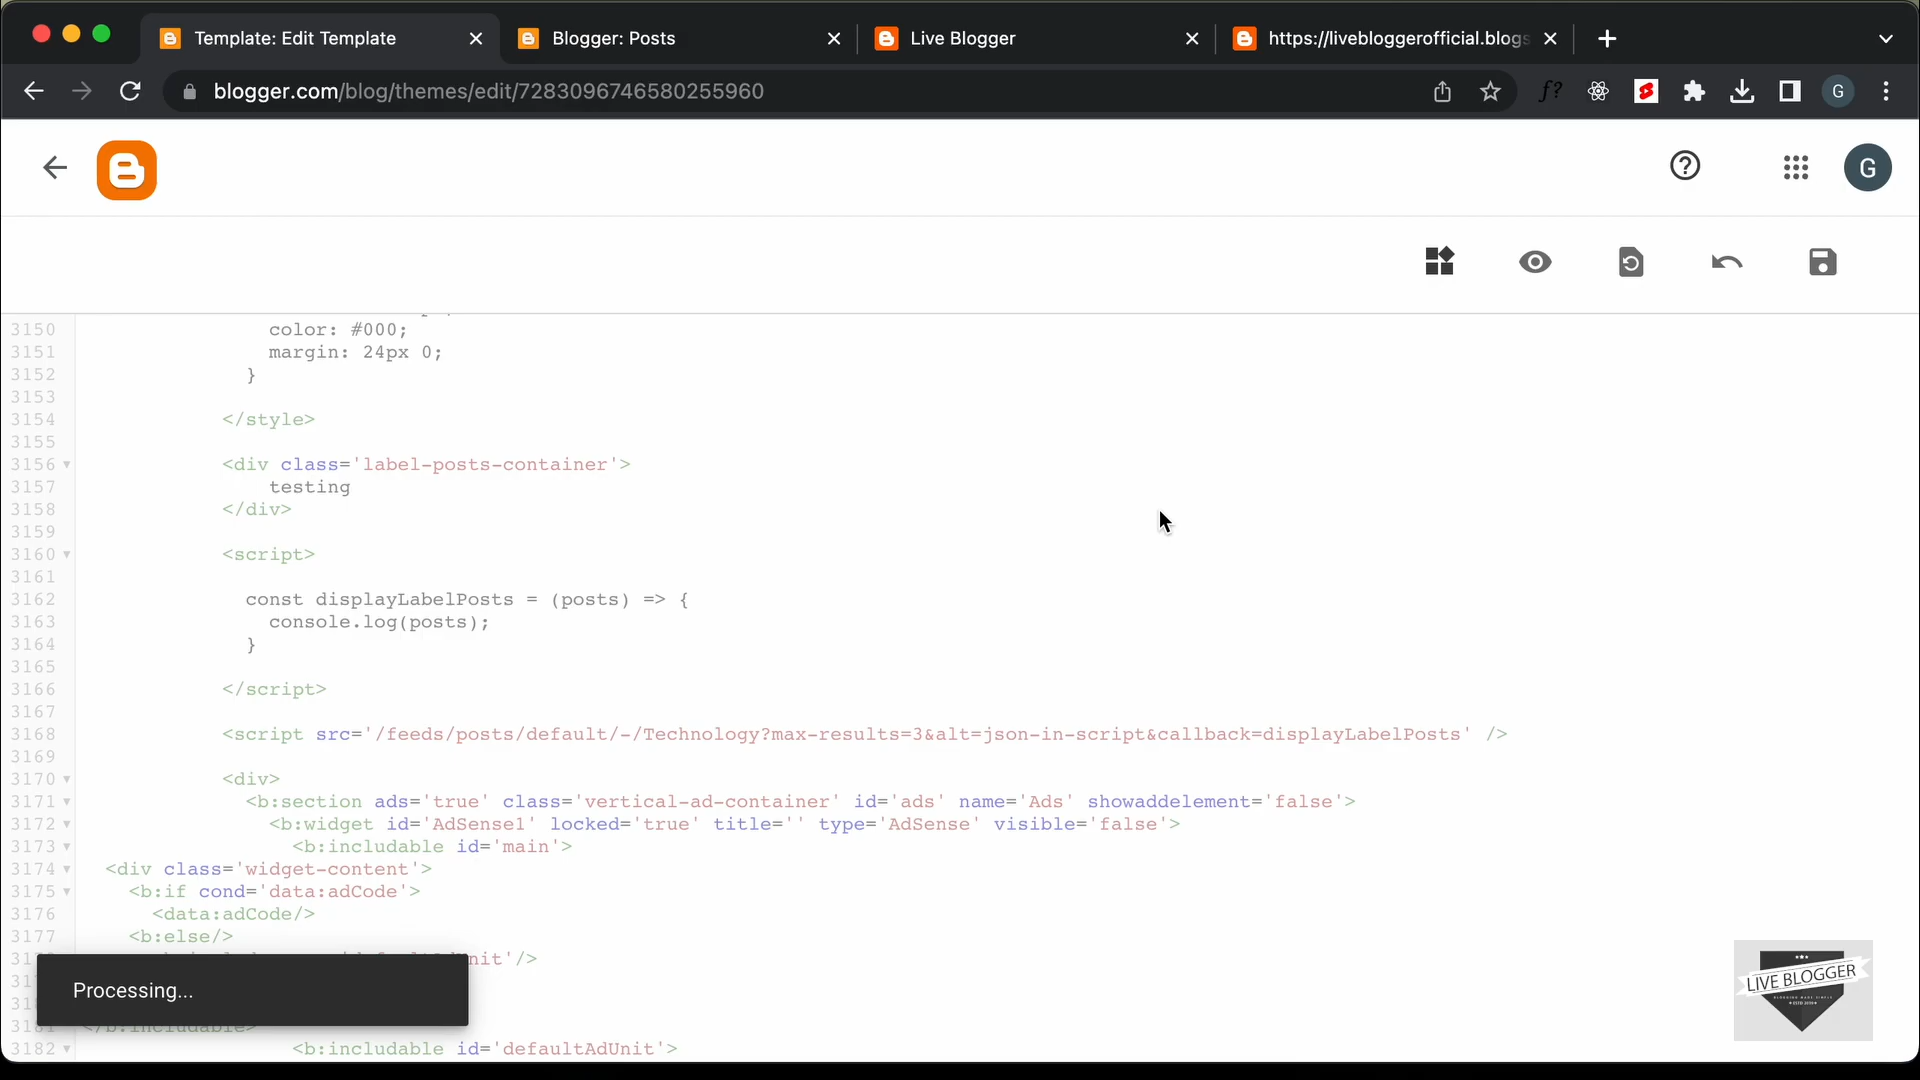 Template: Edit Template
Blogger: Posts
Live Blogger
https://livebloggerofficial.blogs
blogger.com/blog/themes/edit/7283096746580255960
f?
G
G
3150 color: #000;
3151 margin: 24px 0;
3152 }
3153
3154 </style>
3155
3156 <div class='label-posts-container'>
3157 testing
3158 </div>
3159
3160 <script>
3161
3162 const displayLabelPosts = (posts) => {
3163 console.log(posts);
3164 }
3165
3166 </script>
3167
3168 <script src='/feeds/posts/default/-/Technology?max-results=3&alt=json-in-script&callback=displayLabelPosts' />
3169
3170 <div>
3171 <b:section ads='true' class='vertical-ad-container' id='ads' name='Ads' showaddelement='false'>
3172 <b:widget id='AdSense1' locked='true' title='' type='AdSense' visible='false'>
3173 <b:includable id='main'>
3174 <div class='widget-content'>
3175 <b:if cond='data:adCode'>
3176 <data:adCode/>
3177 <b:else/>
nit'/>
Processing...
3182 <b:includable id='defaultAdUnit'>
LIVE BLOGGER